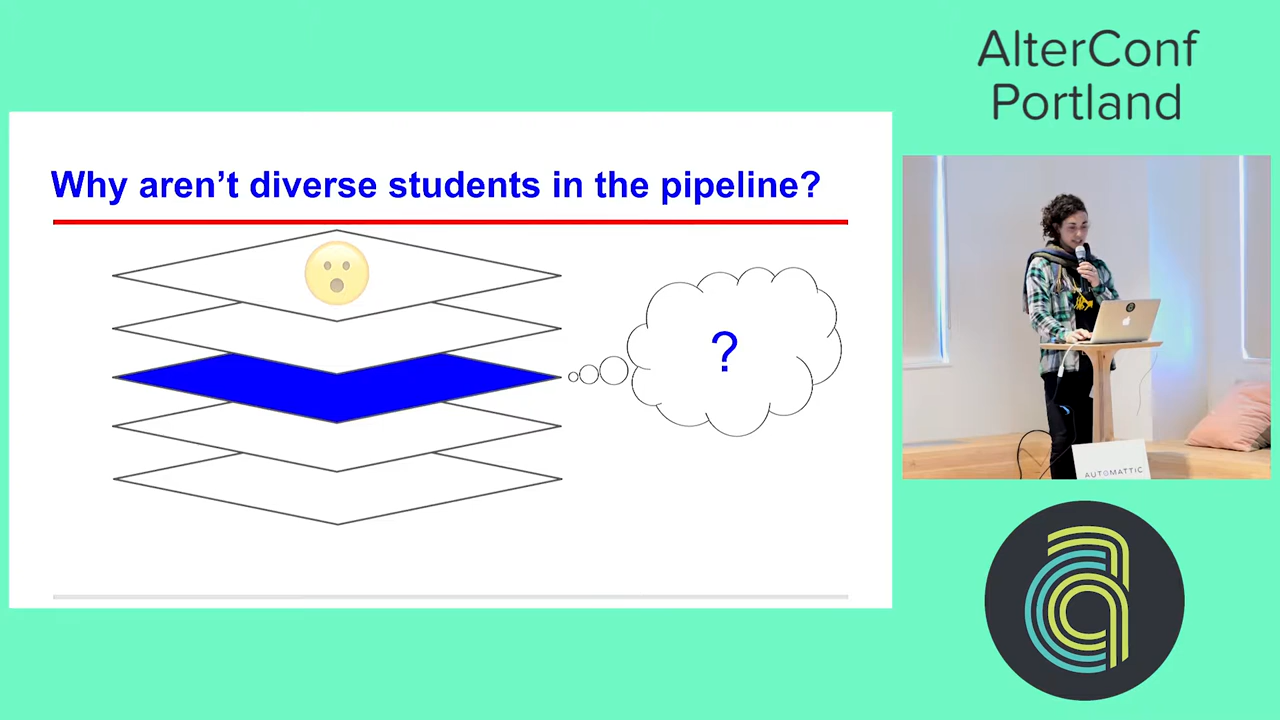 AlterConf
Portland
Why aren't diverse students in the pipeline?
?
AUTOMATTIC